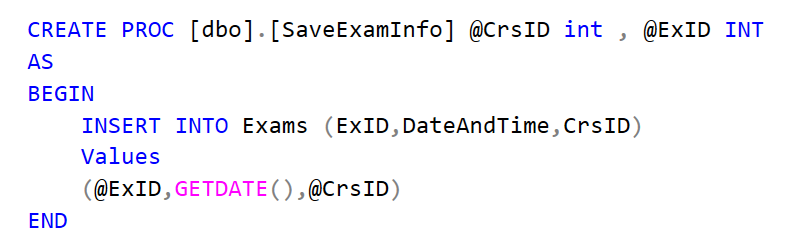 CREATE PROC [dbo].[SaveExamInfo] @CrsID int , @ExID INT
AS
BEGIN
INSERT INTO Exams (ExID,DateAndTime,CrsID)
Values
(@ExID,GETDATE(),@CrsID)
END